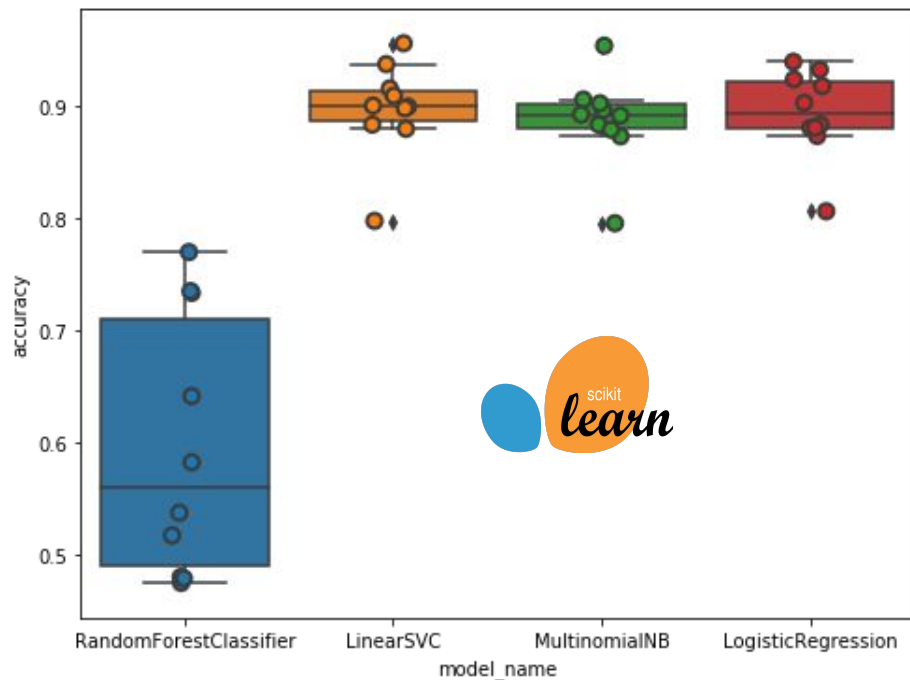 accuracy
0.9
0.8
0.7
0.6
0.5
scikit
learn
RandomForestClassifier
LinearSVC
MultinomialNB
LogisticRegression
model_name